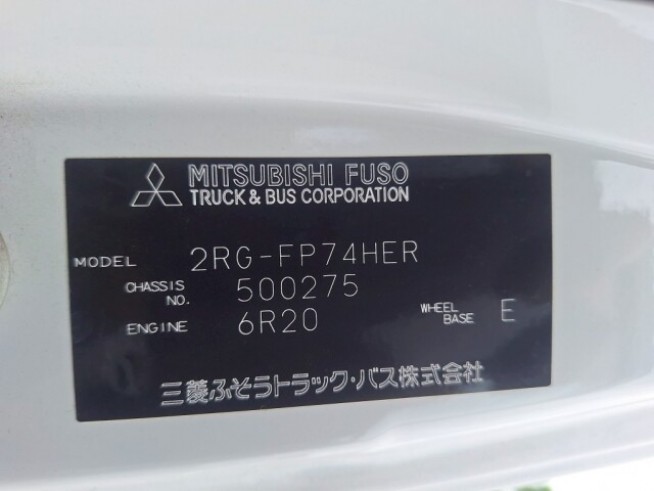 MITSUBISHI FUSO
TRUCK & BUS CORPORATION
MODEL 2RG-FP74HER
CHASSIS NO. 500275
ENGINE 6R20 WHEEL BASE E
三菱ふそうトラック・バス株式会社